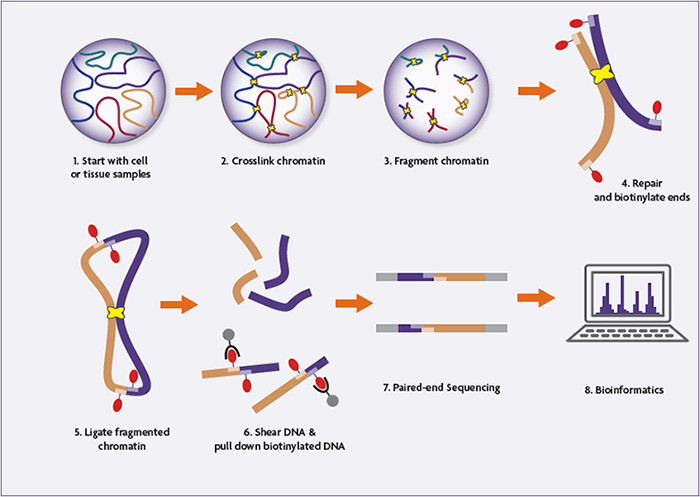 1. Start with cell
or tissue samples
2. Crosslink chromatin
3. Fragment chromatin
4. Repair
and biotinylate ends
5. Ligate fragmented
chromatin
6. Shear DNA &
pull down biotinylated DNA
7. Paired-end Sequencing
8. Bioinformatics